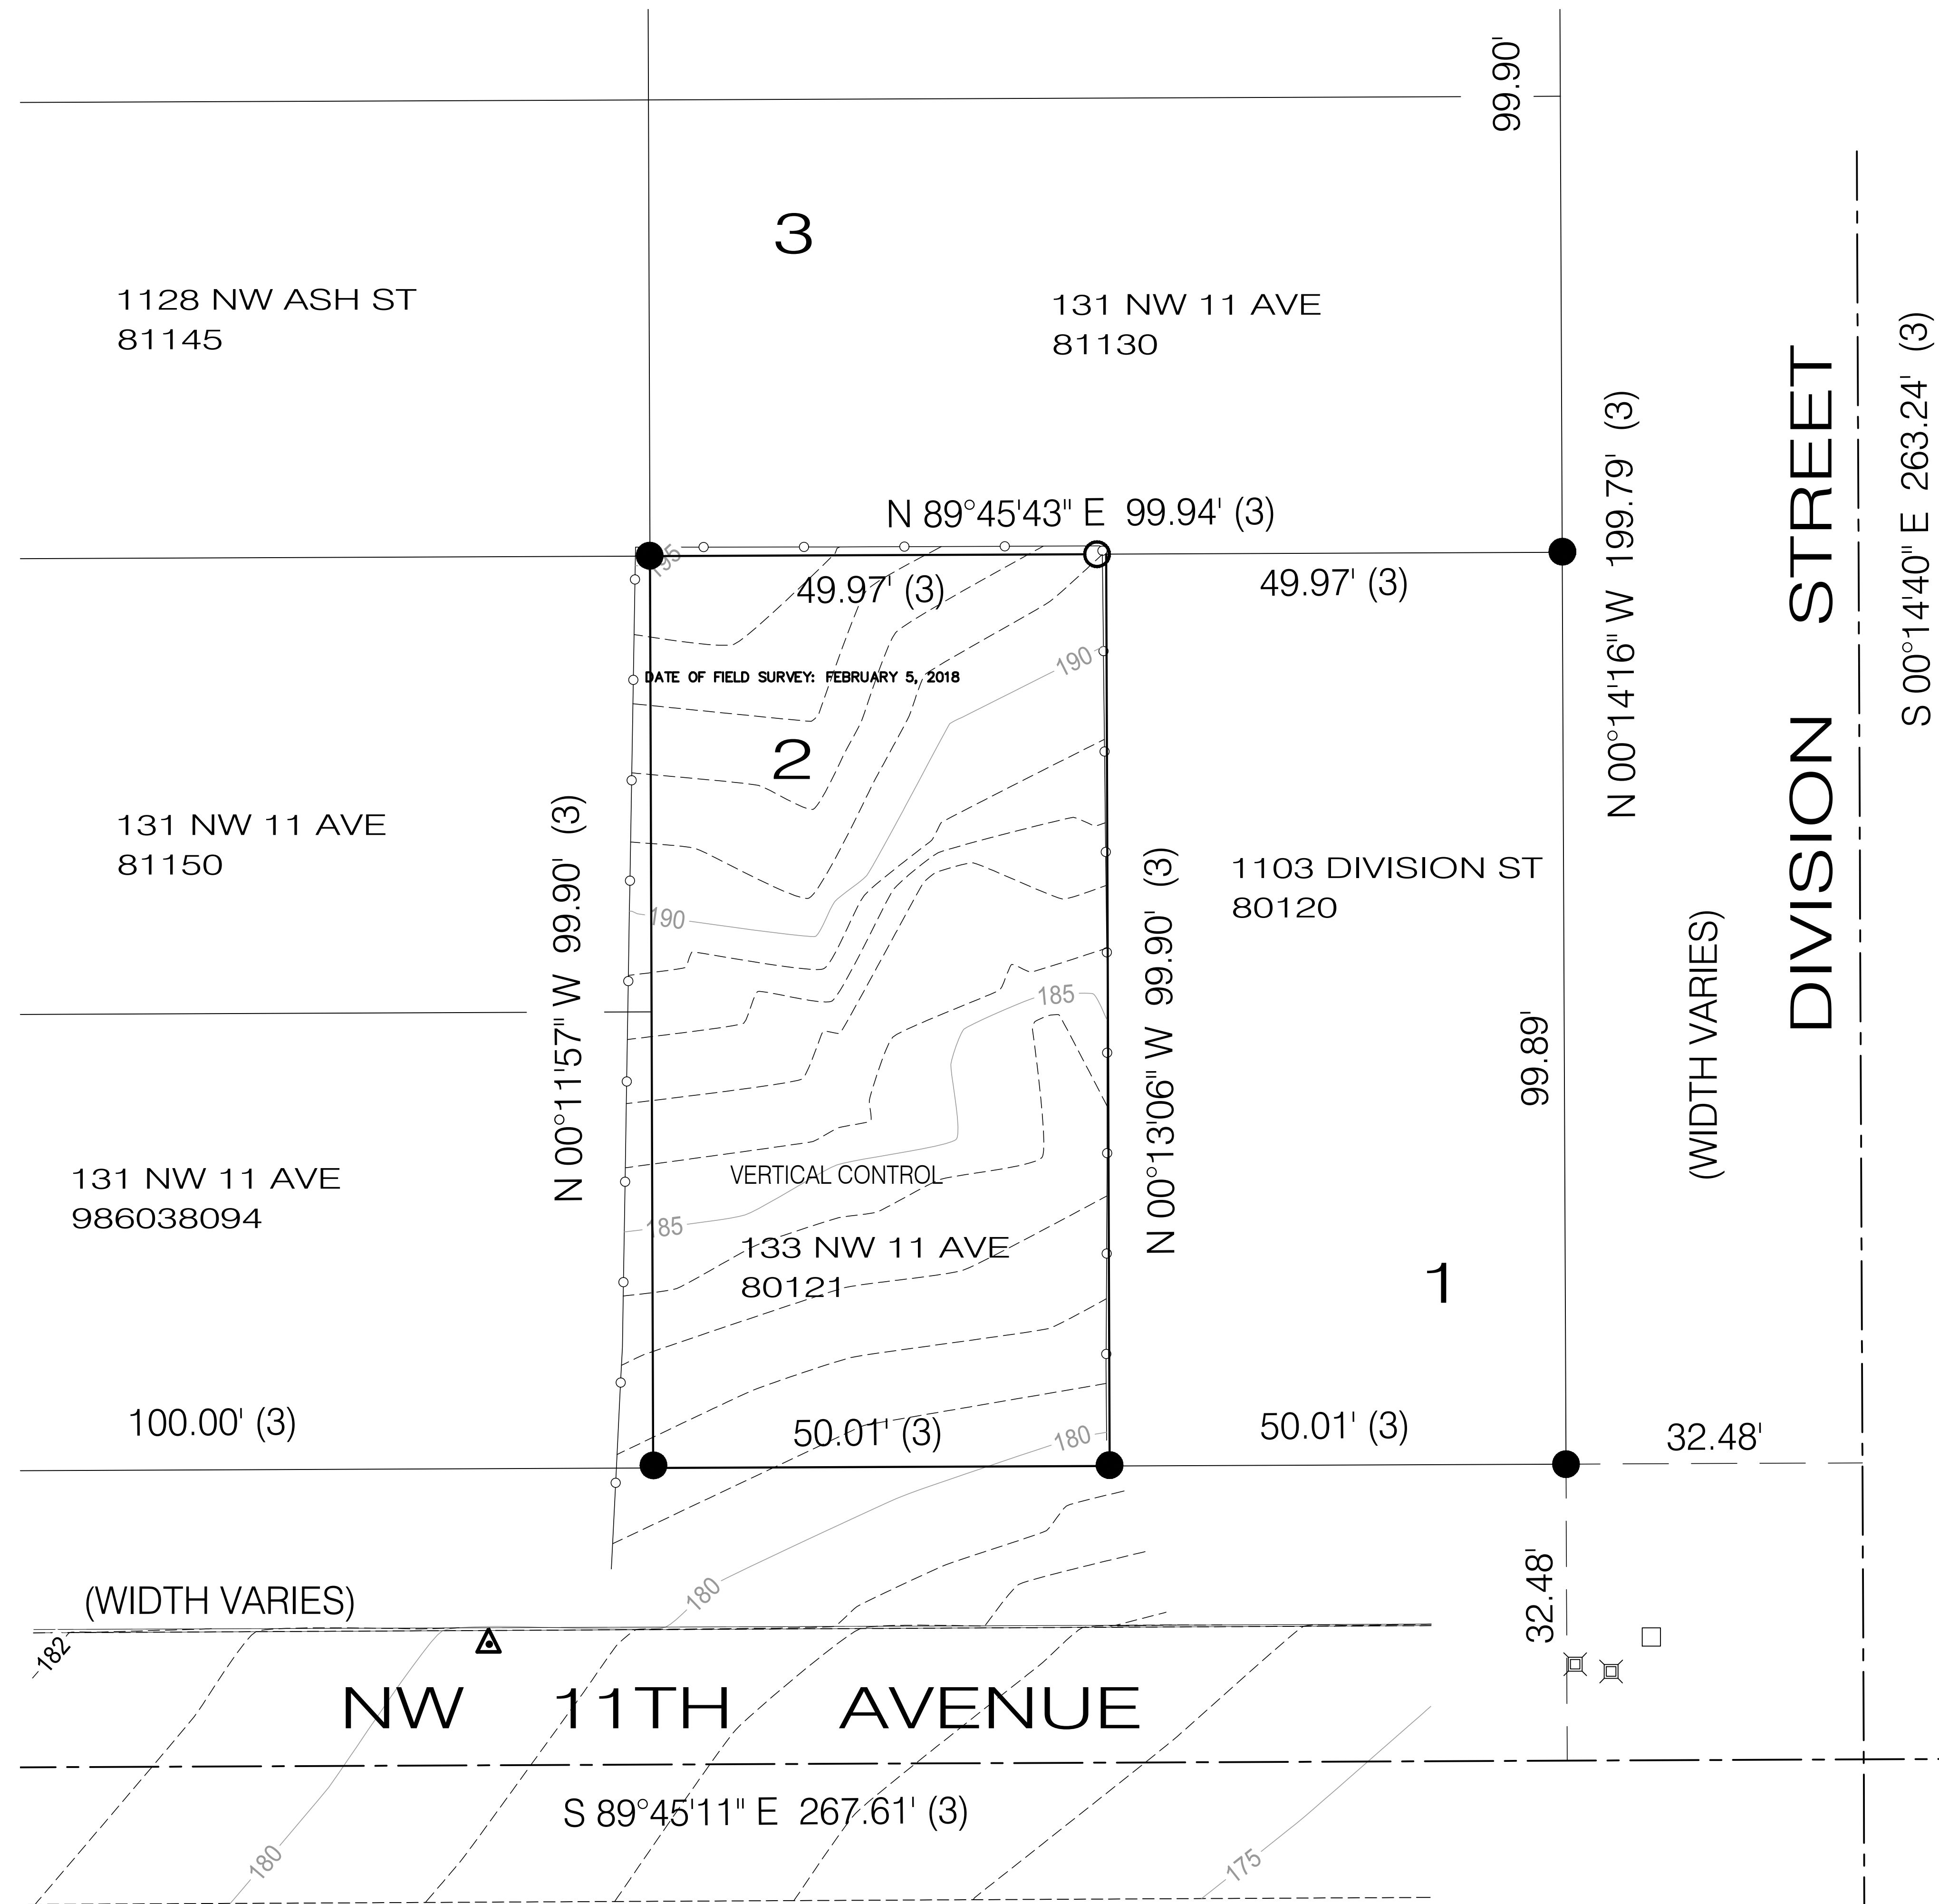 99.90'
3
1128 NW ASH ST
81145
131 NW 11 AVE
81130
S 00°14'40" E 263.24' (3)
DIVISION STREET
N 00°14'16" W 199.79' (3)
N 89°45'43" E 99.94' (3)
195
49.97' (3)
49.97' (3)
190
DATE OF FIELD SURVEY: FEBRUARY 5, 2018
2
131 NW 11 AVE
81150
N 00°11'57" W 99.90' (3)
N 00°13'06" W 99.90' (3)
1103 DIVISION ST
80120
190
(WIDTH VARIES)
185
99.89'
131 NW 11 AVE
986038094
VERTICAL CONTROL
185
133 NW 11 AVE
80121
1
100.00' (3)
50.01' (3)
180
50.01' (3)
32.48'
(WIDTH VARIES)
180
32.48'
182
NW 11TH AVENUE
S 89°45'11" E 267.61' (3)
180
175